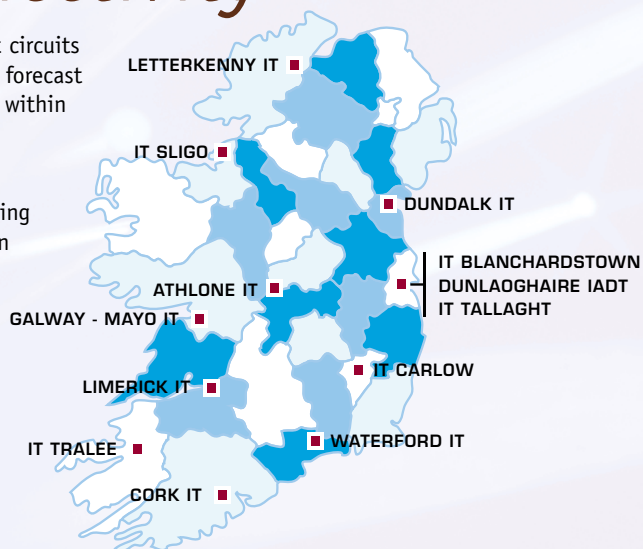 circuits
forecast
within
ing
n
LETTERKENNY IT
IT SLIGO
DUNDALK IT
IT BLANCHARDSTOWN
DUNLAOGHAIRE IADT
IT TALLAGHT
ATHLONE IT
GALWAY - MAYO IT
IT CARLOW
LIMERICK IT
WATERFORD IT
IT TRALEE
CORK IT